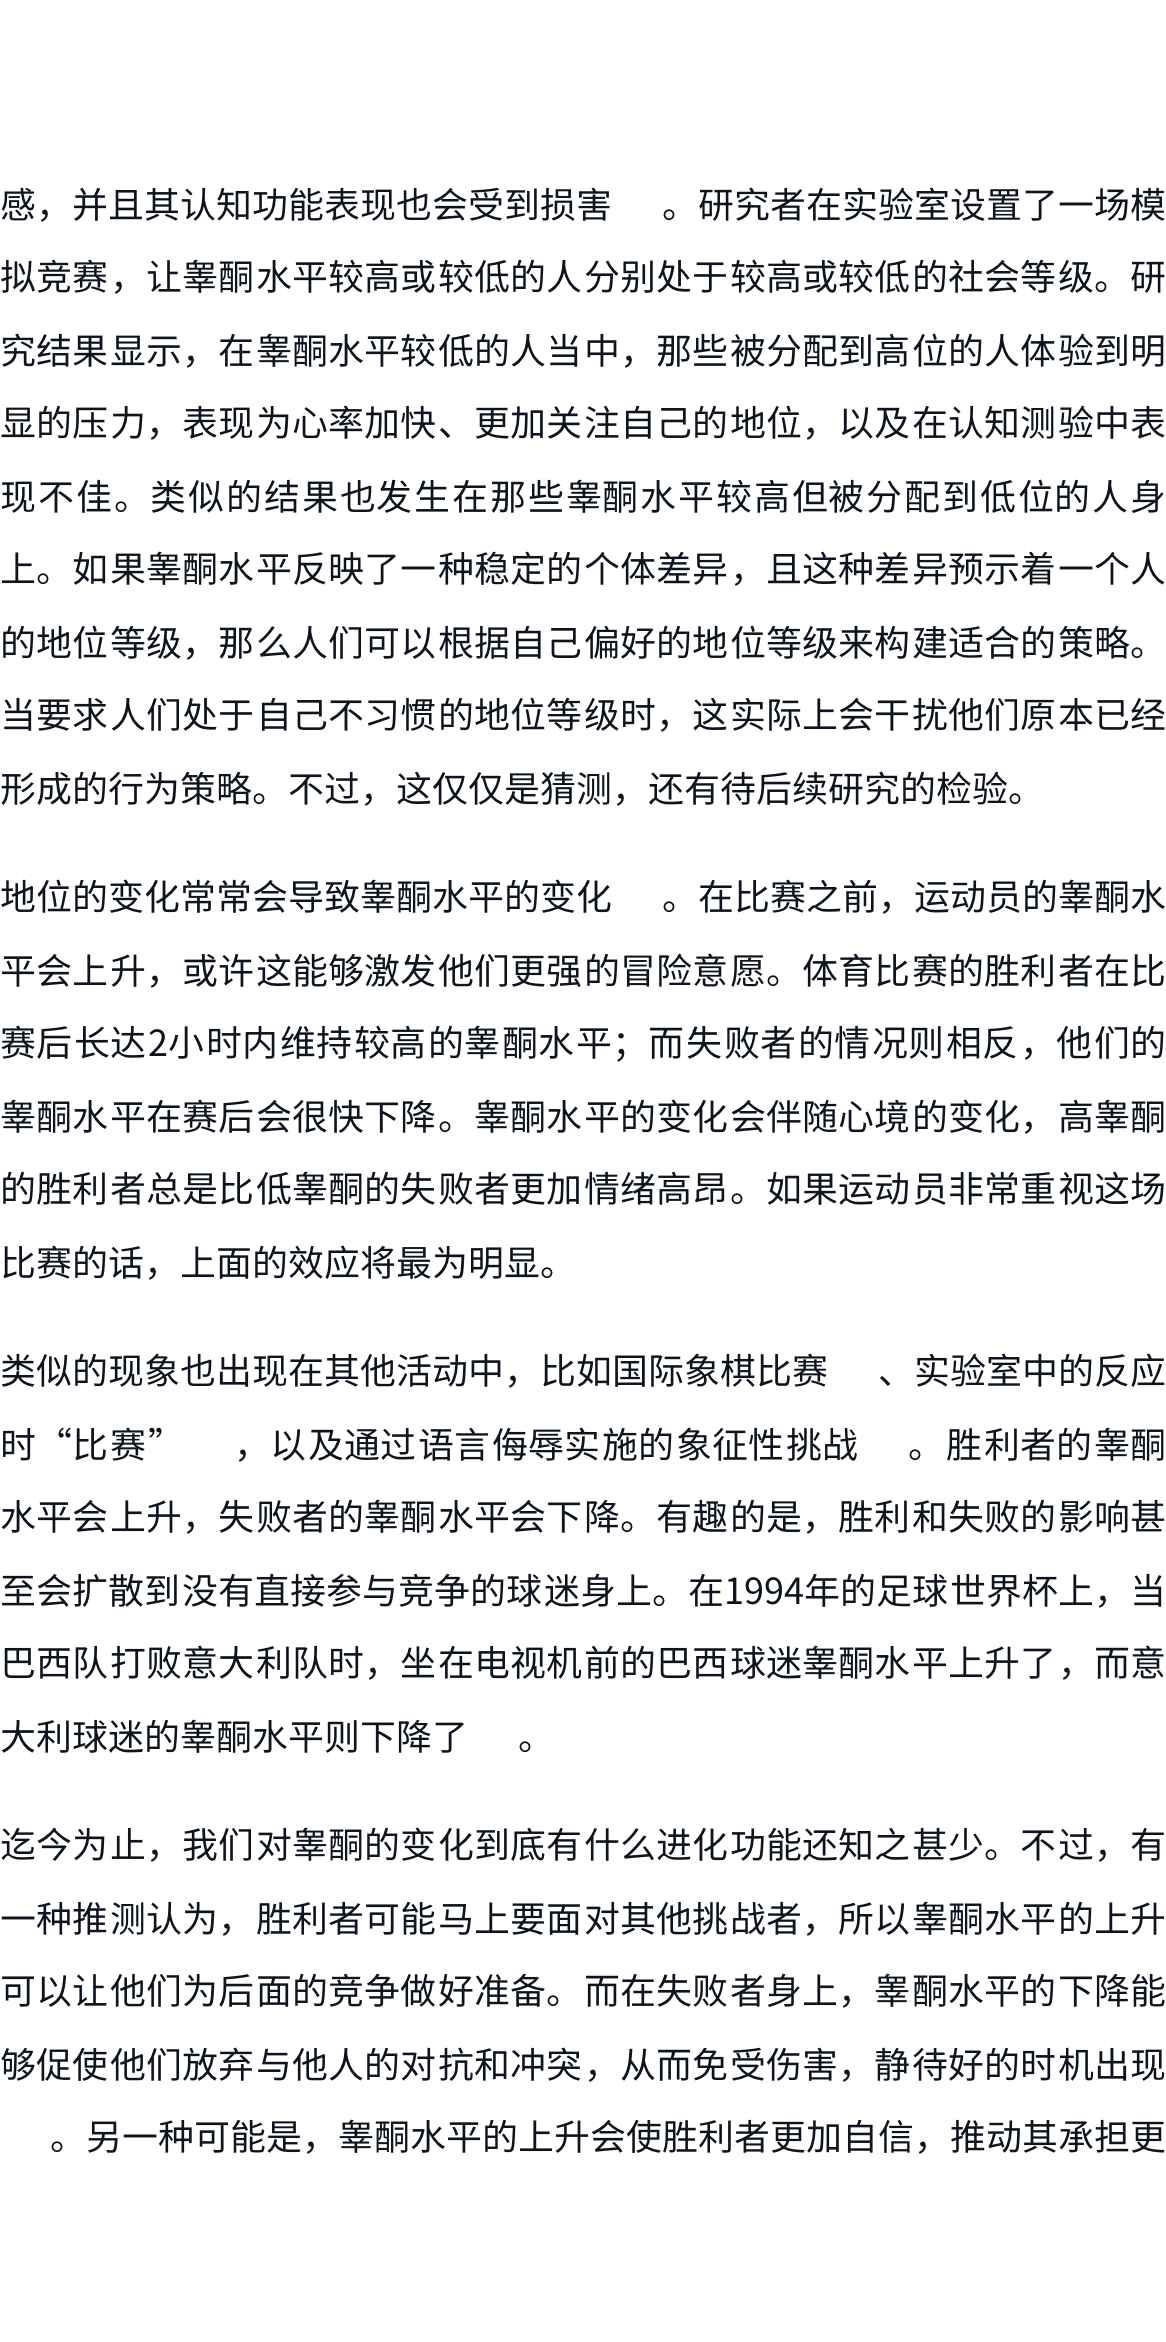 感，并且其认知功能表现也会受到损害 。研究者在实验室设置了一场模
拟竞赛，让睾酮水平较高或较低的人分别处于较高或较低的社会等级。研
究结果显示，在睾酮水平较低的人当中，那些被分配到高位的人体验到明
显的压力，表现为心率加快、更加关注自己的地位，以及在认知测验中表
现不佳。类似的结果也发生在那些睾酮水平较高但被分配到低位的人身
上。如果睾酮水平反映了一种稳定的个体差异，且这种差异预示着一个人
的地位等级，那么人们可以根据自己偏好的地位等级来构建适合的策略。
当要求人们处于自己不习惯的地位等级时，这实际上会干扰他们原本已经
形成的行为策略。不过，这仅仅是猜测，还有待后续研究的检验。
地位的变化常常会导致睾酮水平的变化 。在比赛之前，运动员的睾酮水
平会上升，或许这能够激发他们更强的冒险意愿。体育比赛的胜利者在比
赛后长达2小时内维持较高的睾酮水平；而失败者的情况则相反，他们的
睾酮水平在赛后会很快下降。睾酮水平的变化会伴随心境的变化，高睾酮
的胜利者总是比低睾酮的失败者更加情绪高昂。如果运动员非常重视这场
比赛的话，上面的效应将最为明显。
类似的现象也出现在其他活动中，比如国际象棋比赛 、实验室中的反应
时“比赛” ，以及通过语言侮辱实施的象征性挑战 。胜利者的睾酮
水平会上升，失败者的睾酮水平会下降。有趣的是，胜利和失败的影响甚
至会扩散到没有直接参与竞争的球迷身上。在1994年的足球世界杯上，当
巴西队打败意大利队时，坐在电视机前的巴西球迷睾酮水平上升了，而意
大利球迷的睾酮水平则下降了 。
迄今为止，我们对睾酮的变化到底有什么进化功能还知之甚少。不过，有
一种推测认为，胜利者可能马上要面对其他挑战者，所以睾酮水平的上升
可以让他们为后面的竞争做好准备。而在失败者身上，睾酮水平的下降能
够促使他们放弃与他人的对抗和冲突，从而免受伤害，静待好的时机出现
。另一种可能是，睾酮水平的上升会使胜利者更加自信，推动其承担更